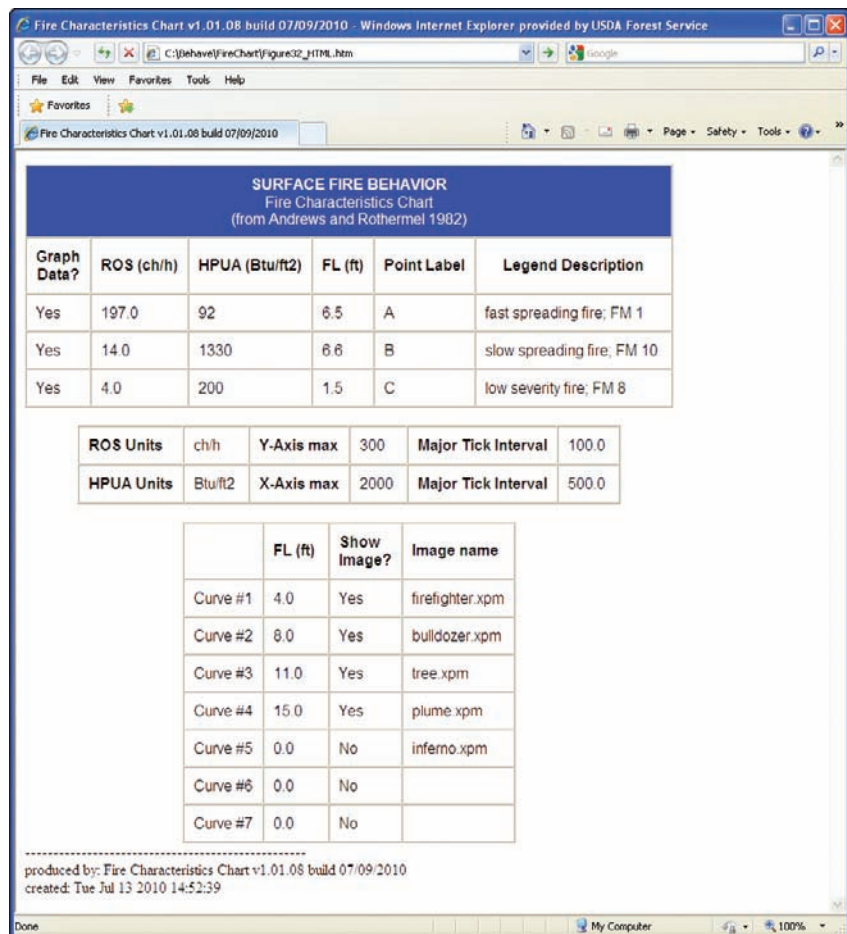 Fire Characteristics Chart v1.01.08 build 07/09/2010 - Windows Internet Explorer provided by USDA Forest Service
C:\Behave\FireChart\Figure32_HTML.htm
Google
File Edit View Favorites Tools Help
Favorites
Fire Characteristics Chart v1.01.08 build 07/09/2010
Page Safety Tools
SURFACE FIRE BEHAVIOR
Fire Characteristics Chart
(from Andrews and Rothermel 1982)
Graph Data? ROS (ch/h) HPUA (Btu/ft2) FL (ft) Point Label Legend Description
Yes 197.0 92 6.5 A fast spreading fire; FM 1
Yes 14.0 1330 6.6 B slow spreading fire; FM 10
Yes 4.0 200 1.5 C low severity fire; FM 8
ROS Units ch/h Y-Axis max 300 Major Tick Interval 100.0
HPUA Units Btu/ft2 X-Axis max 2000 Major Tick Interval 500.0
FL (ft) Show Image? Image name
Curve #1 4.0 Yes firefighter.xpm
Curve #2 8.0 Yes bulldozer.xpm
Curve #3 11.0 Yes tree.xpm
Curve #4 15.0 Yes plume.xpm
Curve #5 0.0 No inferno.xpm
Curve #6 0.0 No
Curve #7 0.0 No
--------------------------------------------------
produced by: Fire Characteristics Chart v1.01.08 build 07/09/2010
created: Tue Jul 13 2010 14:52:39
Done My Computer 100%